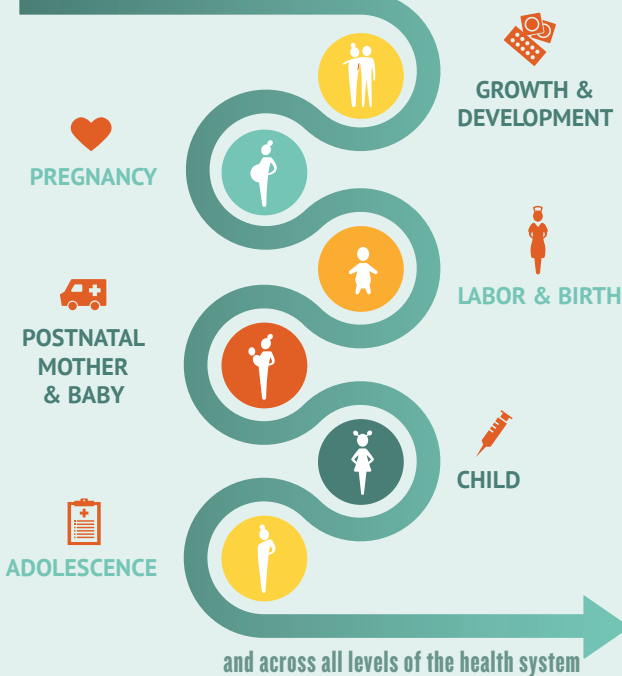 GROWTH &
DEVELOPMENT
PREGNANCY
LABOR & BIRTH
POSTNATAL
MOTHER
& BABY
CHILD
ADOLESCENCE
and across all levels of the health system